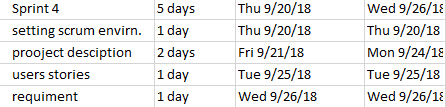 Sprint 4 5 days Thu 9/20/18 Wed 9/26/18
setting scrum envirn. 1 day Thu 9/20/18 Thu 9/20/18
prooject desciption 2 days Fri 9/21/18 Mon 9/24/18
users stories 1 day Tue 9/25/18 Tue 9/25/18
requiment 1 day Wed 9/26/18 Wed 9/26/18